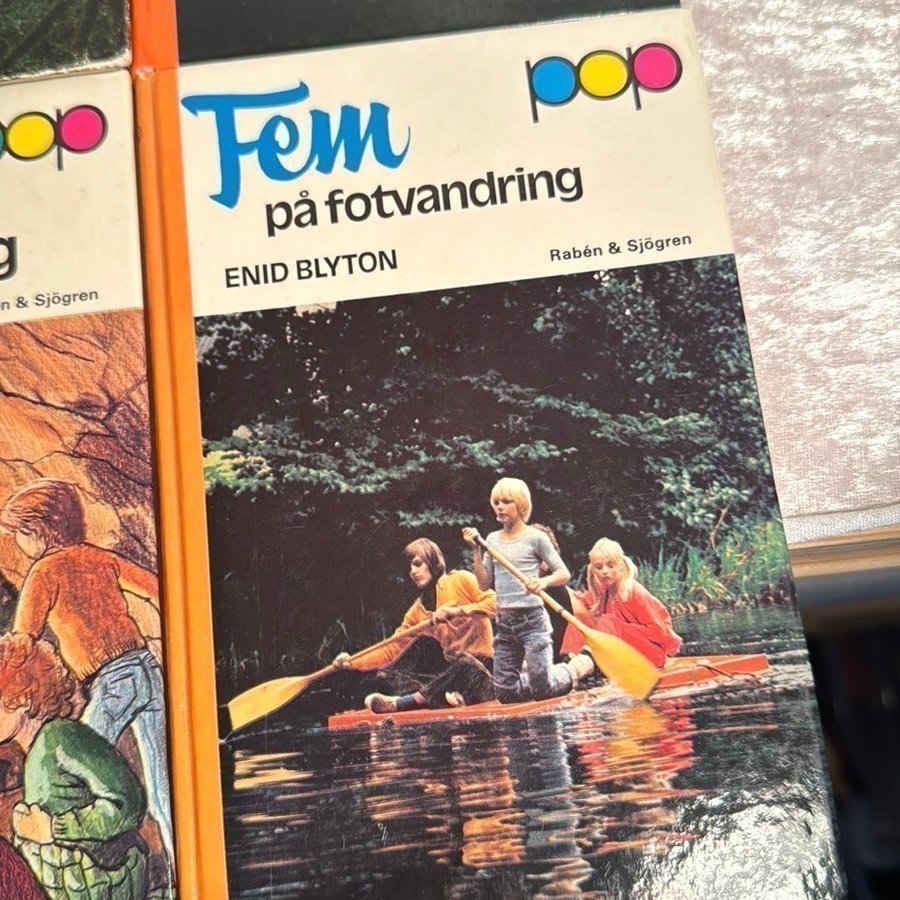 pop
Fem
på fotvandring
ENID BLYTON
Rabén & Sjögren
pop
g
n & Sjögren